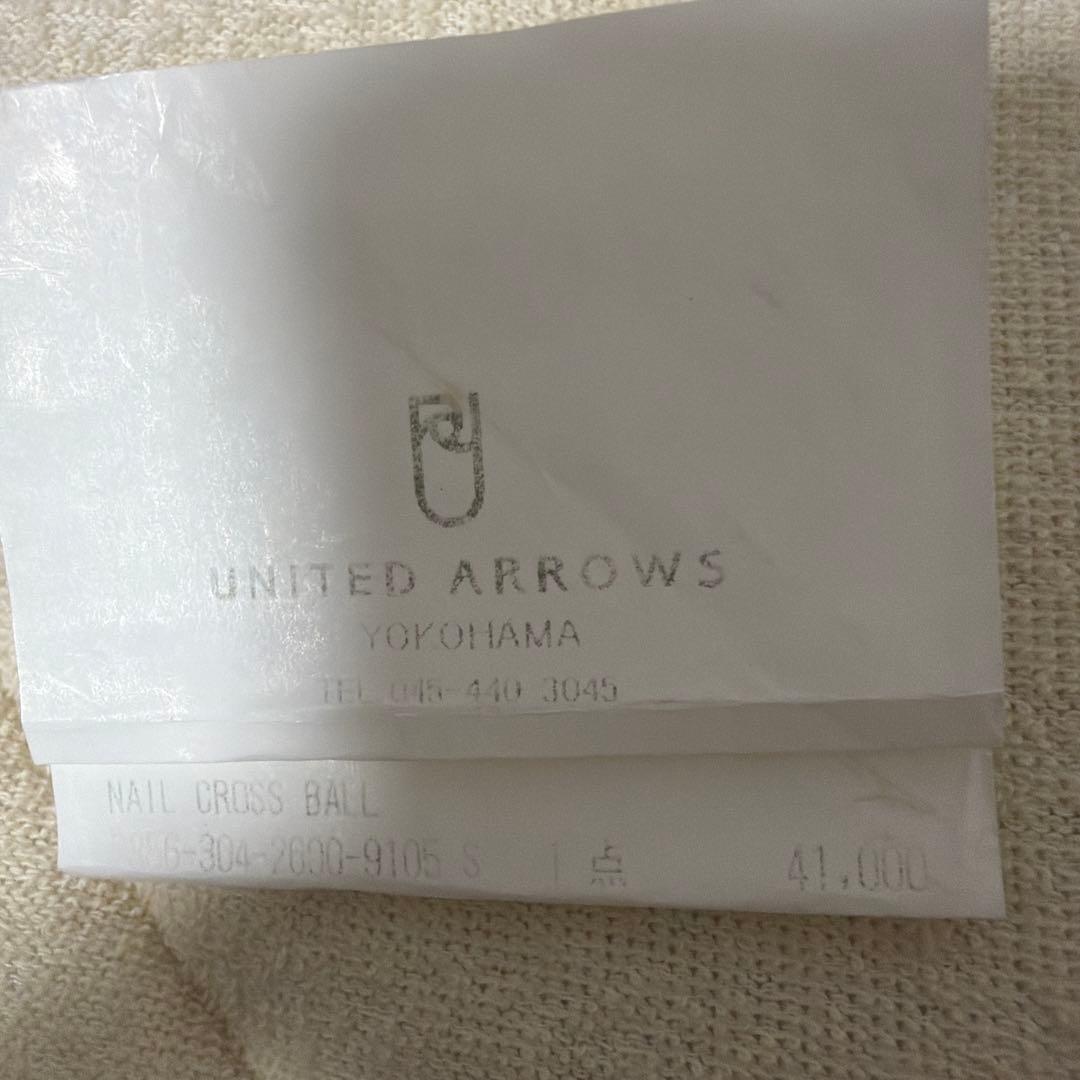 UNITED ARROWS
YOKOHAMA
TEL 045-440 3045
NAIL CROSS BALL
1 点 41,000